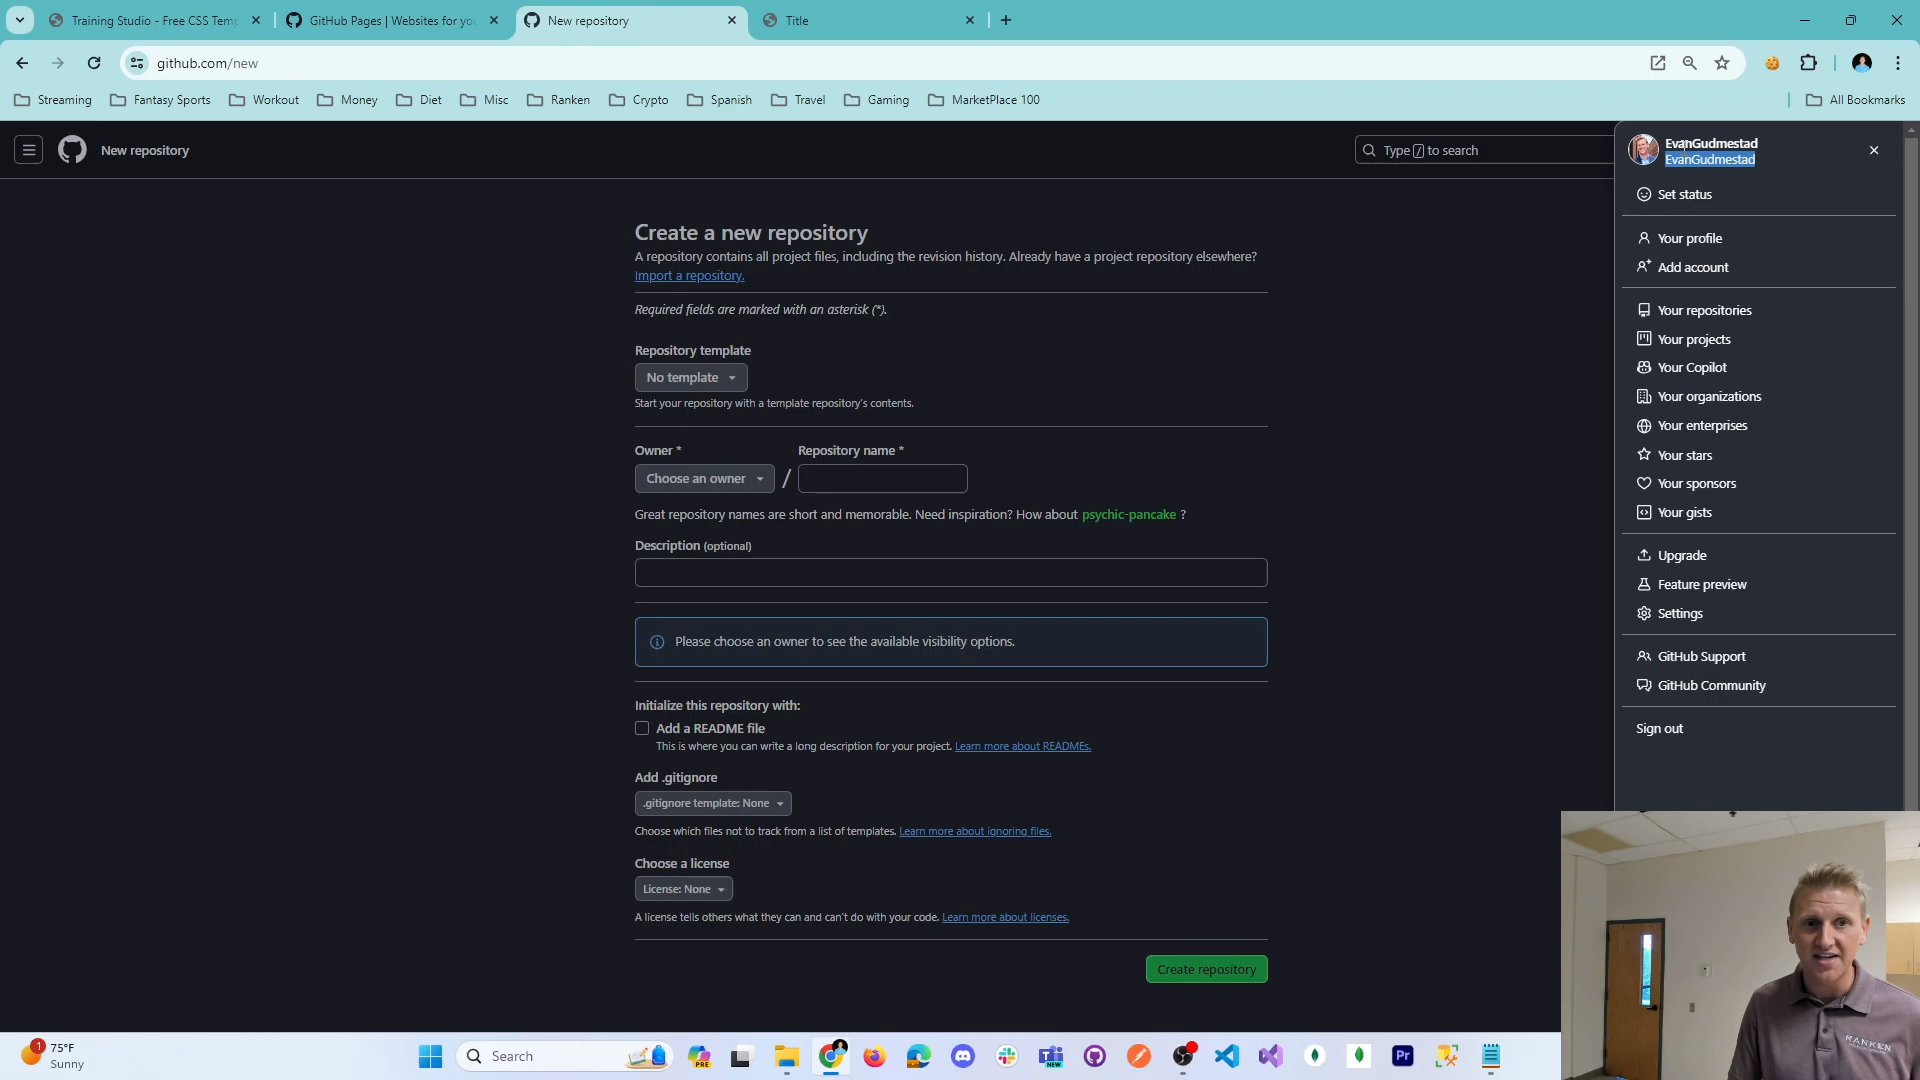 Training Studio - Free CSS Temp
GitHub Pages | Websites for you
New repository
Title
github.com/new
Streaming
Fantasy Sports
Workout
Money
Diet
Misc
Ranken
Crypto
Spanish
Travel
Gaming
MarketPlace 100
All Bookmarks
New repository
Type / to search
EvanGudmestad
EvanGudmestad
Set status
Your profile
Add account
Your repositories
Your projects
Your Copilot
Your organizations
Your enterprises
Your stars
Your sponsors
Your gists
Upgrade
Feature preview
Settings
GitHub Support
GitHub Community
Sign out
Create a new repository
A repository contains all project files, including the revision history. Already have a project repository elsewhere?
Import a repository.
Required fields are marked with an asterisk (*).
Repository template
No template
Start your repository with a template repository's contents.
Owner * Repository name *
Choose an owner /
Great repository names are short and memorable. Need inspiration? How about psychic-pancake ?
Description (optional)
Please choose an owner to see the available visibility options.
Initialize this repository with:
Add a README file
This is where you can write a long description for your project. Learn more about READMEs.
Add .gitignore
.gitignore template: None
Choose which files not to track from a list of templates. Learn more about ignoring files.
Choose a license
License: None
A license tells others what they can and can't do with your code. Learn more about licenses.
Create repository
RANKEN
1
75°F
Sunny
Search
PRE
NEW
Pr